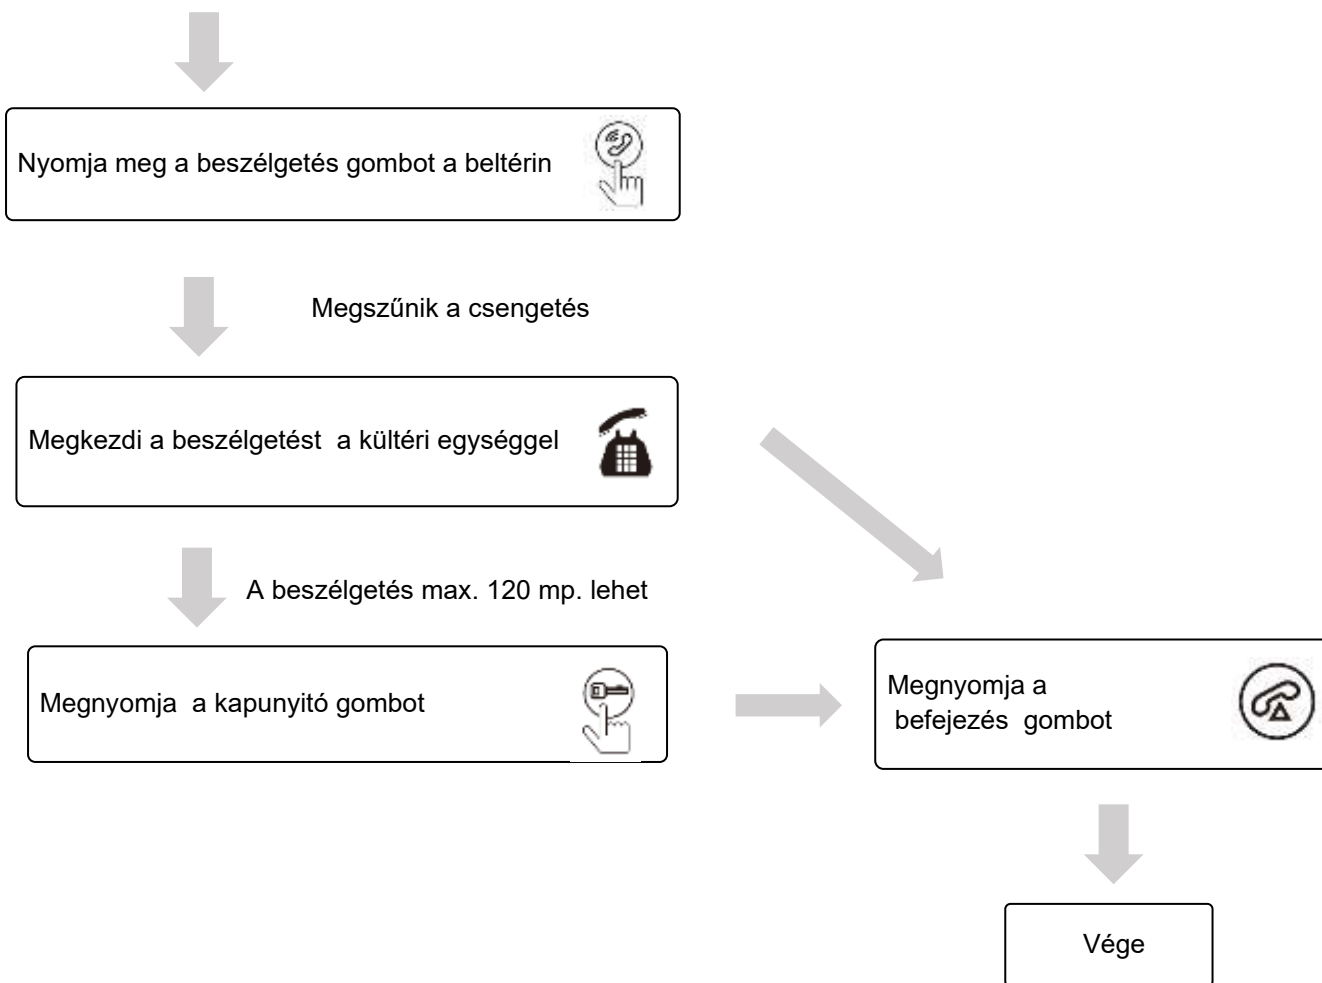 Nyomja meg a beszélgetés gombot a beltérin
Megszűnik a csengetés
Megkezdi a beszélgetést a kültéri egységgel
A beszélgetés max. 120 mp. lehet
Megnyomja a kapunyitó gombot
Megnyomja a
befejezés gombot
Vége